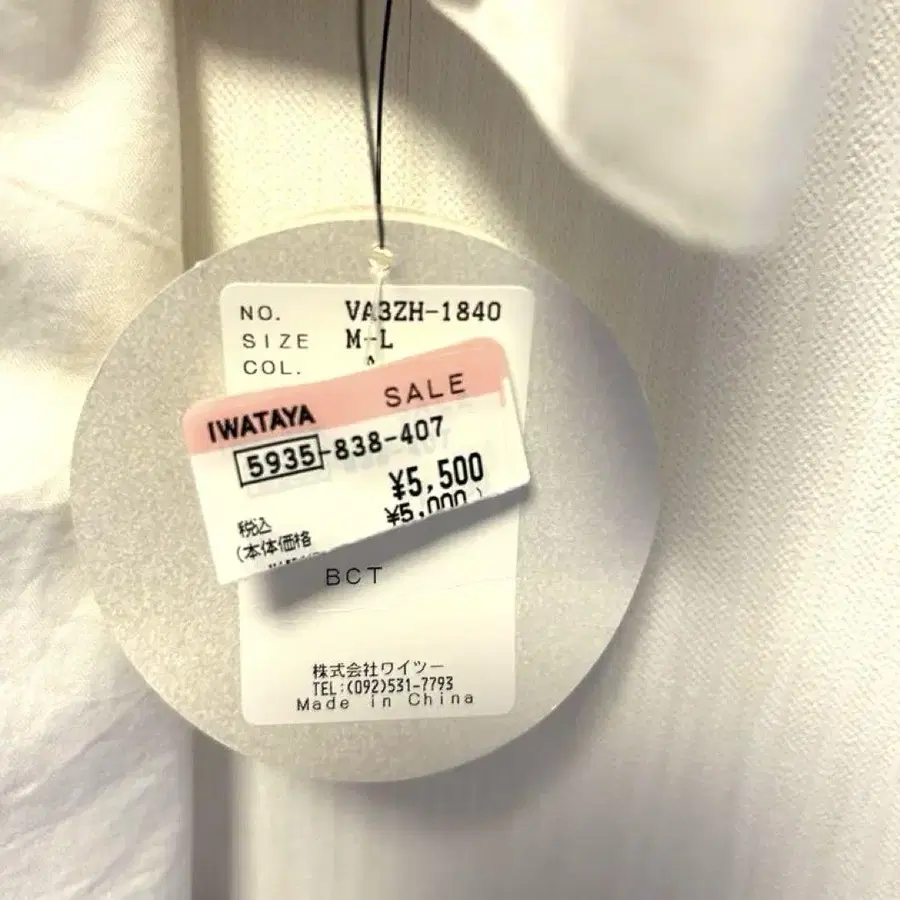 NO. VA3ZH-1840
SIZE M-L
COL.
SALE
IWATAYA
5935-838-407
¥5,500
¥5,000)
税込
(本体価格
BCT
株式会社ワイツー
TEL:(092)531-7793
Made in China